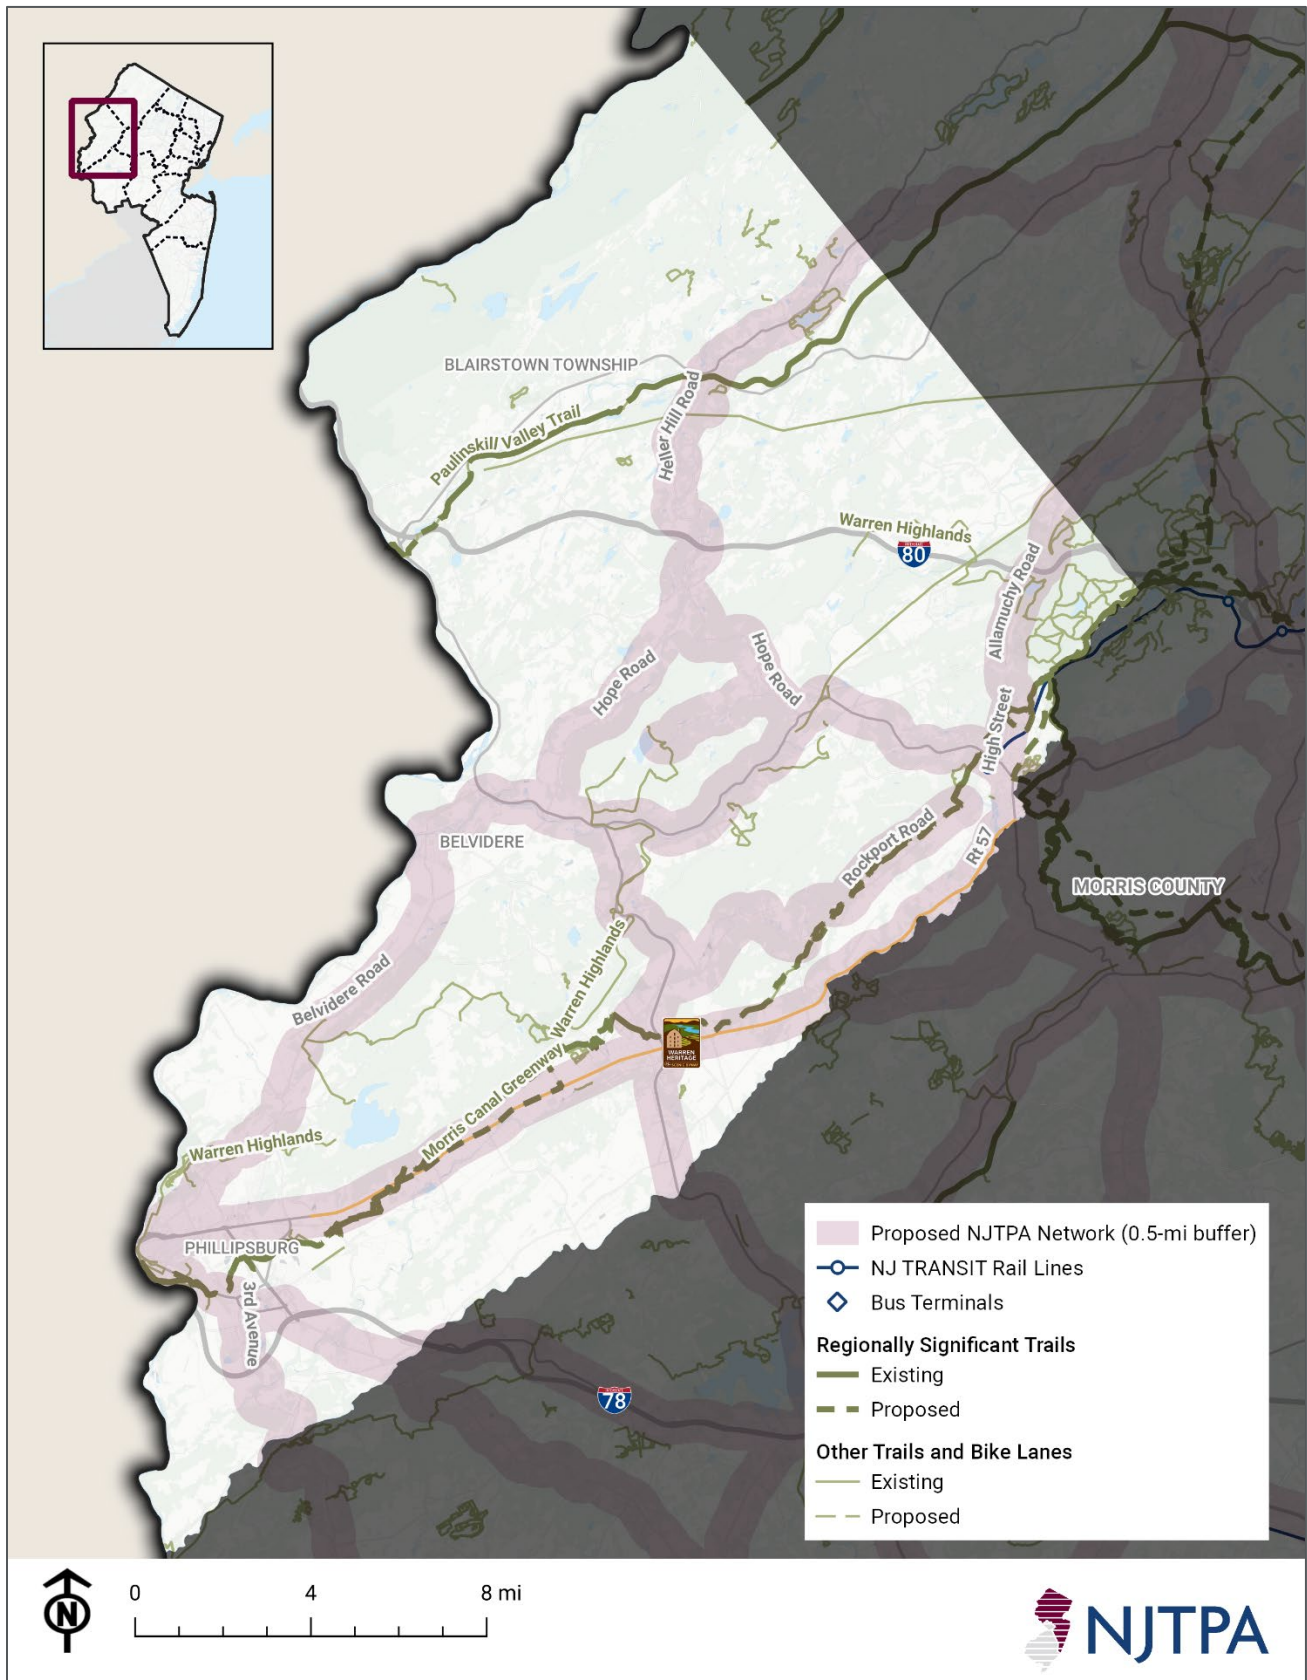 BLAIRSTOWN TOWNSHIP
Paulinskill Valley Trail
Heller Hill Road
Warren Highlands
80
Allamuchy Road
Hope Road
Hope Road
High Street
BELVIDERE
Rockport Road
Rt 57
MORRIS COUNTY
Belvidere Road
Warren Highlands
WARREN
HERITAGE
Morris Canal Greenway
Warren Highlands
PHILLIPSBURG
3rd Avenue
78
Proposed NJTPA Network (0.5-mi buffer)
NJ TRANSIT Rail Lines
Bus Terminals
Regionally Significant Trails
Existing
Proposed
Other Trails and Bike Lanes
Existing
Proposed
N
0 4 8 mi
NJTPA